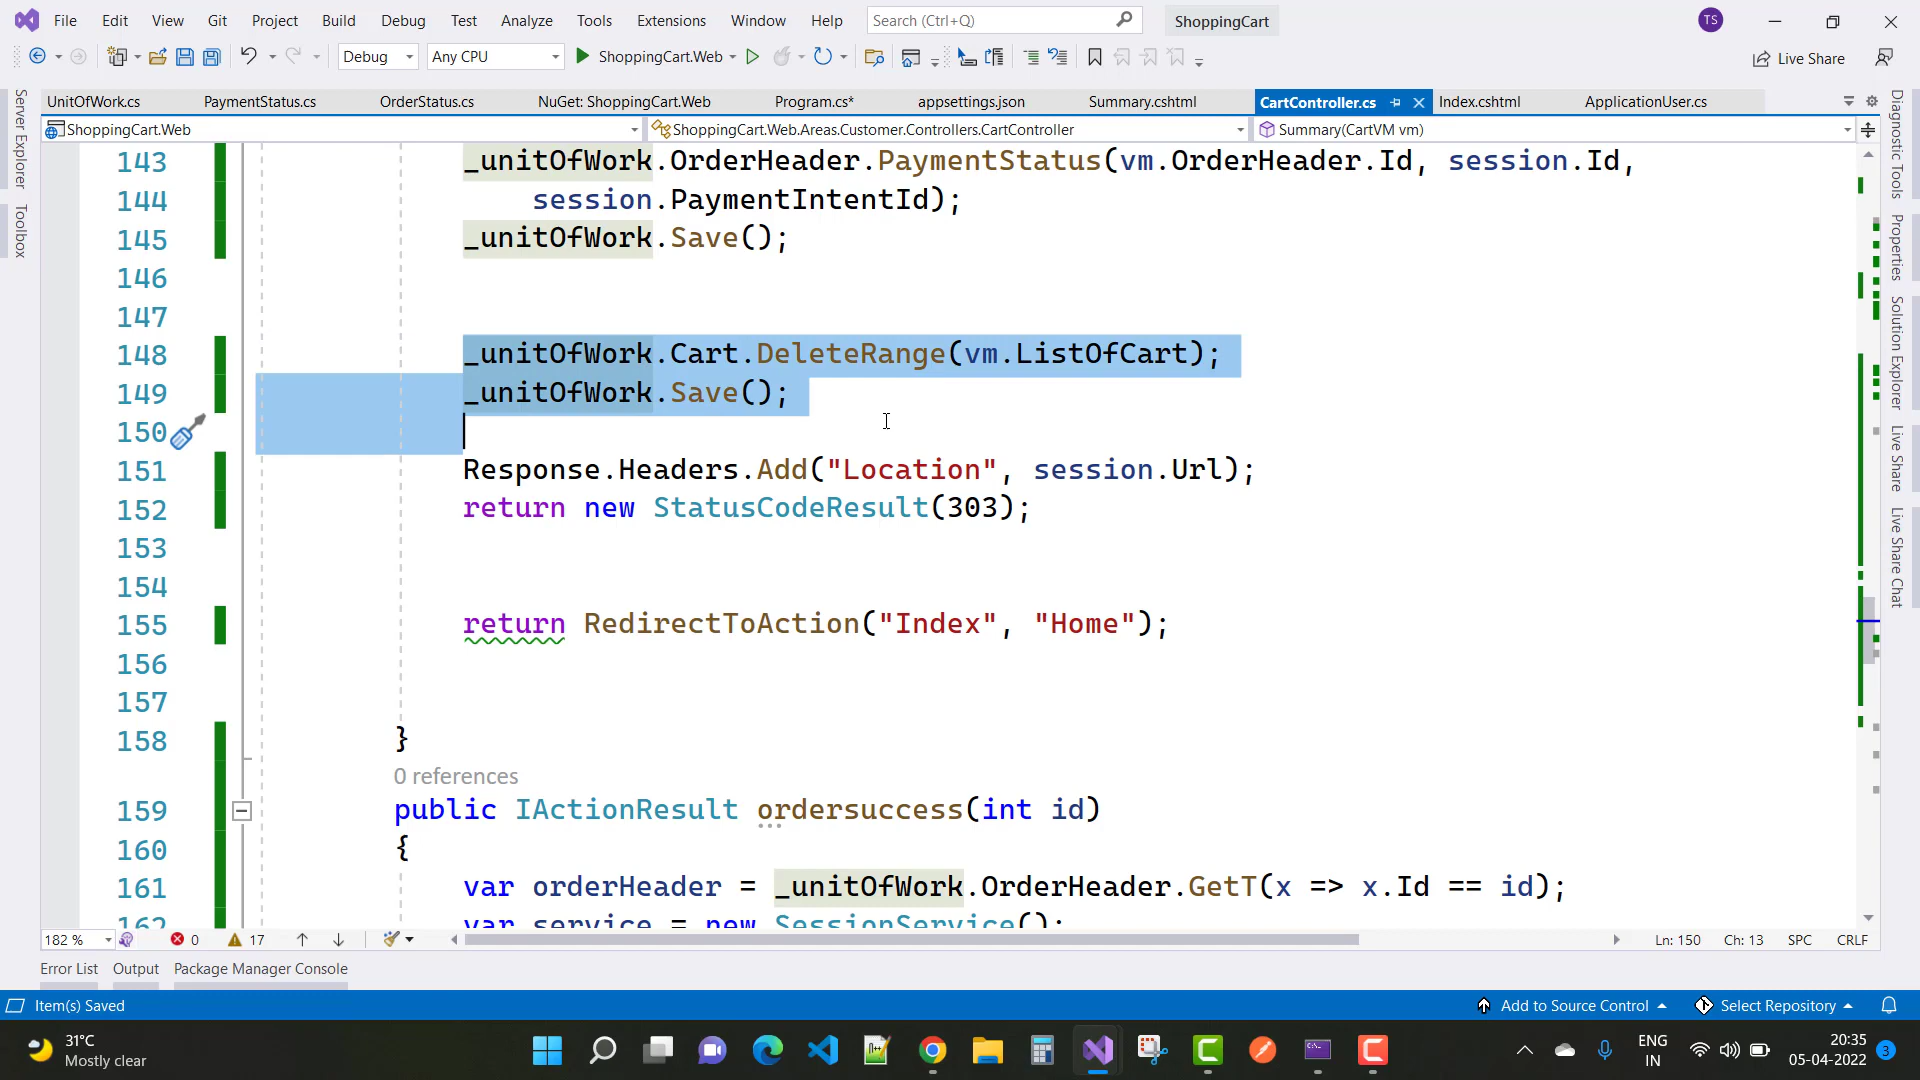 File Edit View Git Project Build Debug Test Analyze Tools Extensions Window Help Search (Ctrl+Q) ShoppingCart TS
Debug Any CPU ShoppingCart.Web Live Share
UnitOfWork.cs PaymentStatus.cs OrderStatus.cs NuGet: ShoppingCart.Web Program.cs* appsettings.json Summary.cshtml CartController.cs Index.cshtml ApplicationUser.cs
ShoppingCart.Web ShoppingCart.Web.Areas.Customer.Controllers.CartController Summary(CartVM vm)
Server Explorer
Toolbox
143 _unitOfWork.OrderHeader.PaymentStatus(vm.OrderHeader.Id, session.Id,
144 session.PaymentIntentId);
145 _unitOfWork.Save();
146
147
148 _unitOfWork.Cart.DeleteRange(vm.ListOfCart);
149 _unitOfWork.Save();
150
151 Response.Headers.Add("Location", session.Url);
152 return new StatusCodeResult(303);
153
154
155 return RedirectToAction("Index", "Home");
156
157
158 }
0 references
159 public IActionResult ordersuccess(int id)
160 {
161 var orderHeader = _unitOfWork.OrderHeader.GetT(x => x.Id == id);
162 var service = new SessionService();
Diagnostic Tools
Properties
Solution Explorer
Live Share
Live Share Chat
182 % 0 17 Ln: 150 Ch: 13 SPC CRLF
Error List Output Package Manager Console
Item(s) Saved Add to Source Control Select Repository
31°C
Mostly clear
ENG
IN
20:35
05-04-2022
3